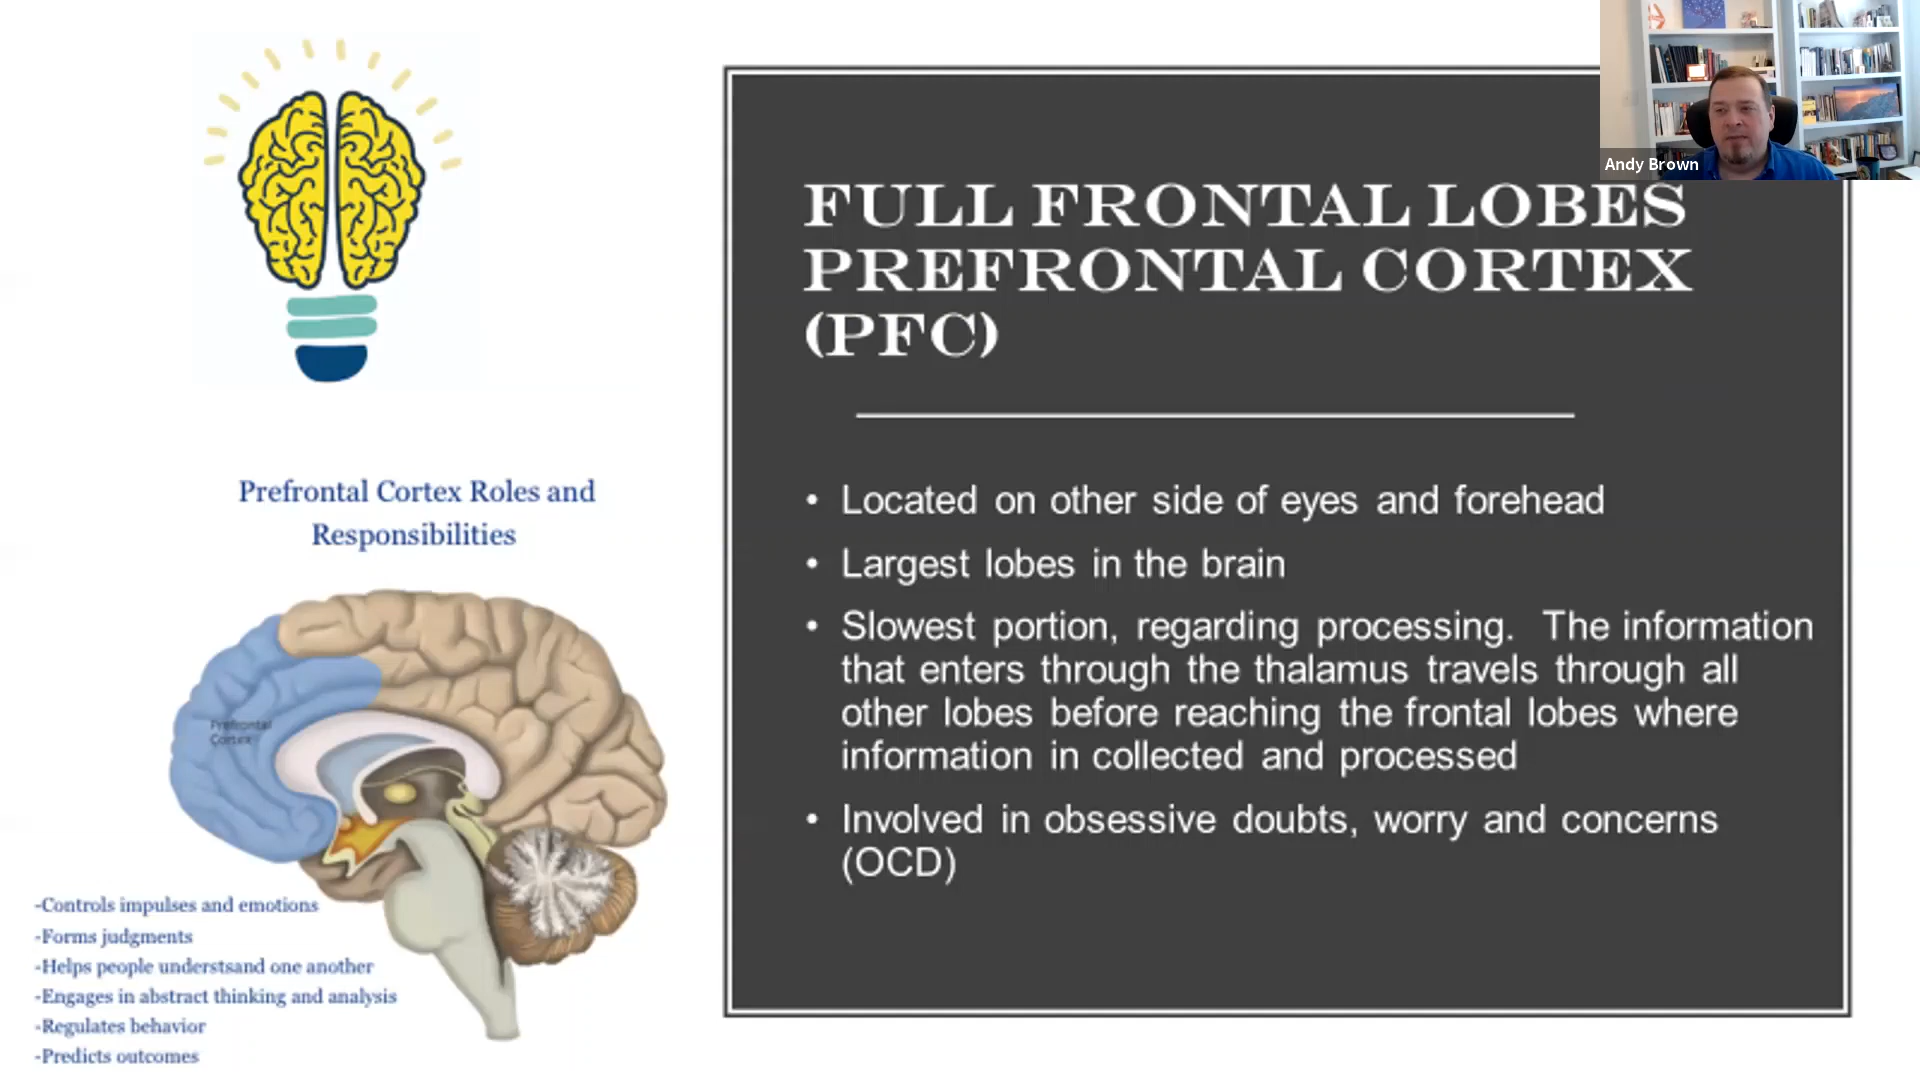 Andy Brown
FULL FRONTAL LOBES
PREFRONTAL CORTEX
(PFC)
• Located on other side of eyes and forehead
• Largest lobes in the brain
• Slowest portion, regarding processing. The information
that enters through the thalamus travels through all
other lobes before reaching the frontal lobes where
information in collected and processed
• Involved in obsessive doubts, worry and concerns
(OCD)
Prefrontal Cortex Roles and
Responsibilities
Prefrontal
Cortex
-Controls impulses and emotions
-Forms judgments
-Helps people understsand one another
-Engages in abstract thinking and analysis
-Regulates behavior
-Predicts outcomes